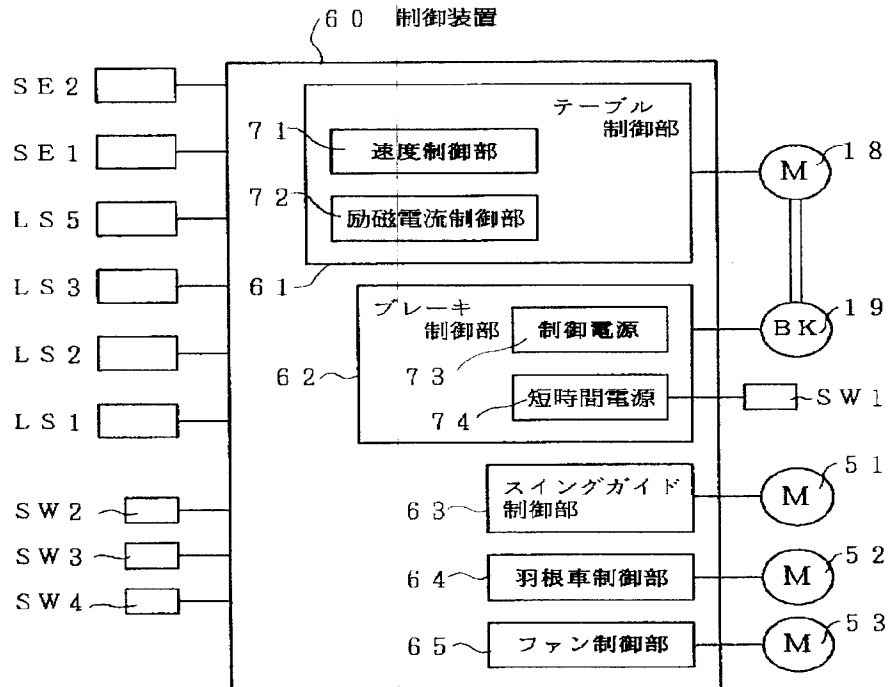 60 制御装置
SE2
SE1
LS5
LS3
LS2
LS1
SW2
SW3
SW4
テーブル
制御部
71
速度制御部
72
励磁電流制御部
61
M
18
ブレーキ
制御部
制御電源
73
62
短時間電源
74
BK
19
SW1
スイングガイド
制御部
63
M
51
羽根車制御部
64
M
52
ファン制御部
65
M
53